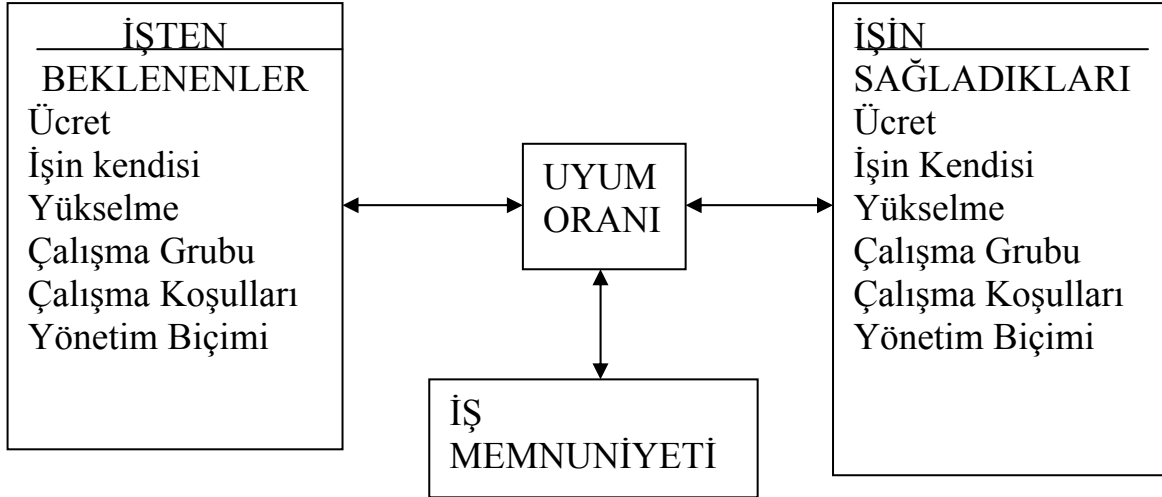 İŞTEN
BEKLENENLER
Ücret
İşin kendisi
Yükselme
Çalışma Grubu
Çalışma Koşulları
Yönetim Biçimi
UYUM
ORANI
İŞ
MEMNUNİYETİ
İŞİN
SAĞLADIKLARI
Ücret
İşin Kendisi
Yükselme
Çalışma Grubu
Çalışma Koşulları
Yönetim Biçimi